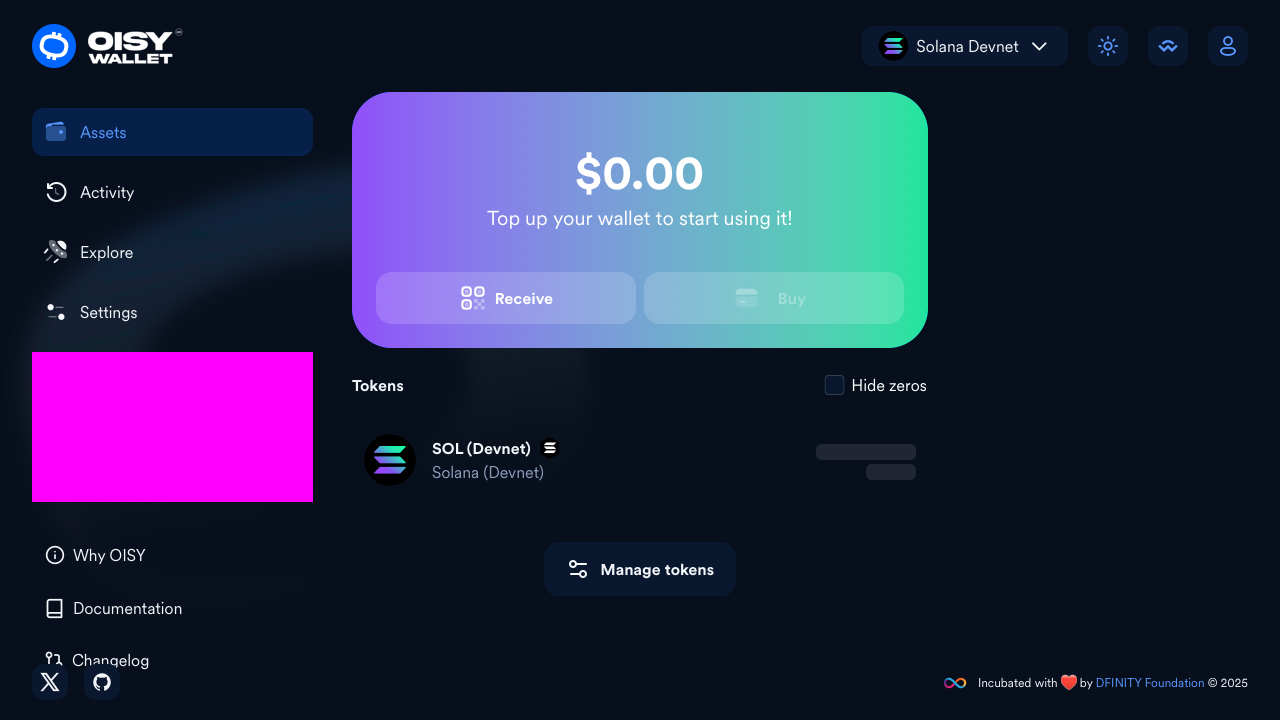 OISY
WALLET
Solana Devnet
Assets
Activity
Explore
Settings
$0.00
Top up your wallet to start using it!
Receive
Buy
Tokens
Hide zeros
SOL (Devnet)
Solana (Devnet)
Manage tokens
Why OISY
Documentation
Changelog
Incubated with ❤️ by DFINITY Foundation © 2025